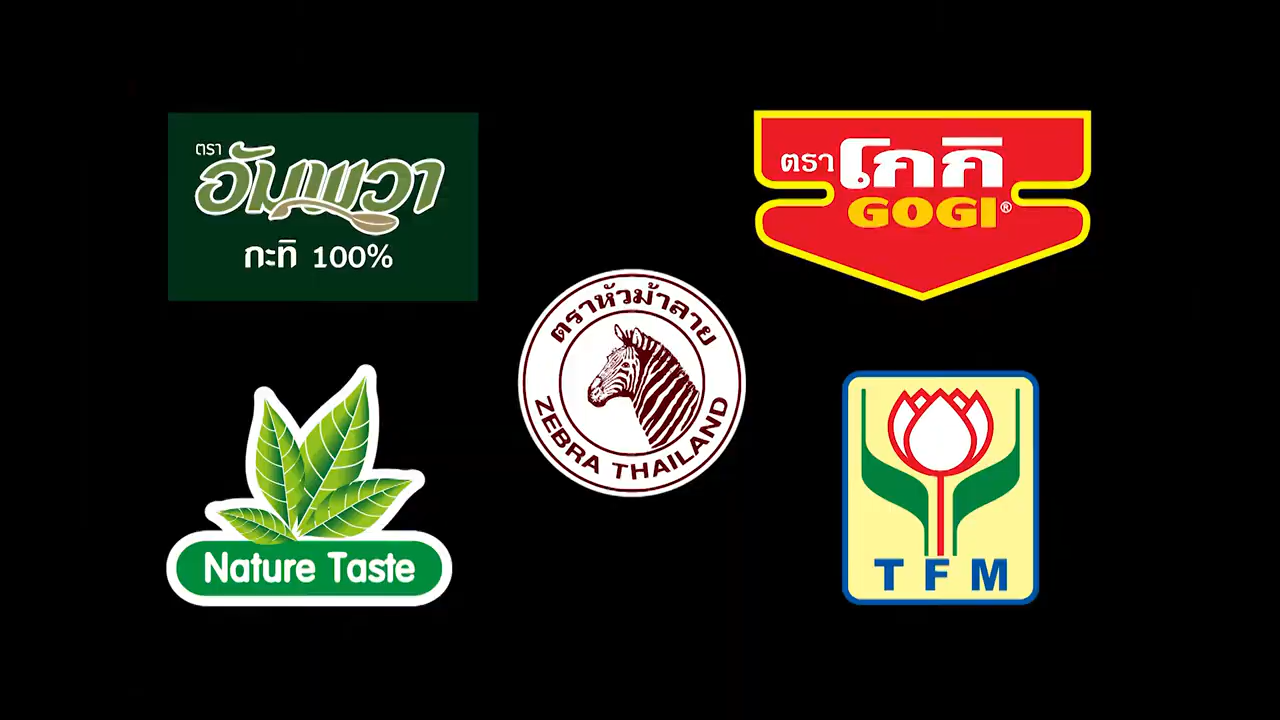 ตรา
อัมพวา
กะทิ 100%
ตรา โกกิ
GOGI®
ตราหัวม้าลาย
ZEBRA THAILAND
Nature Taste
TFM